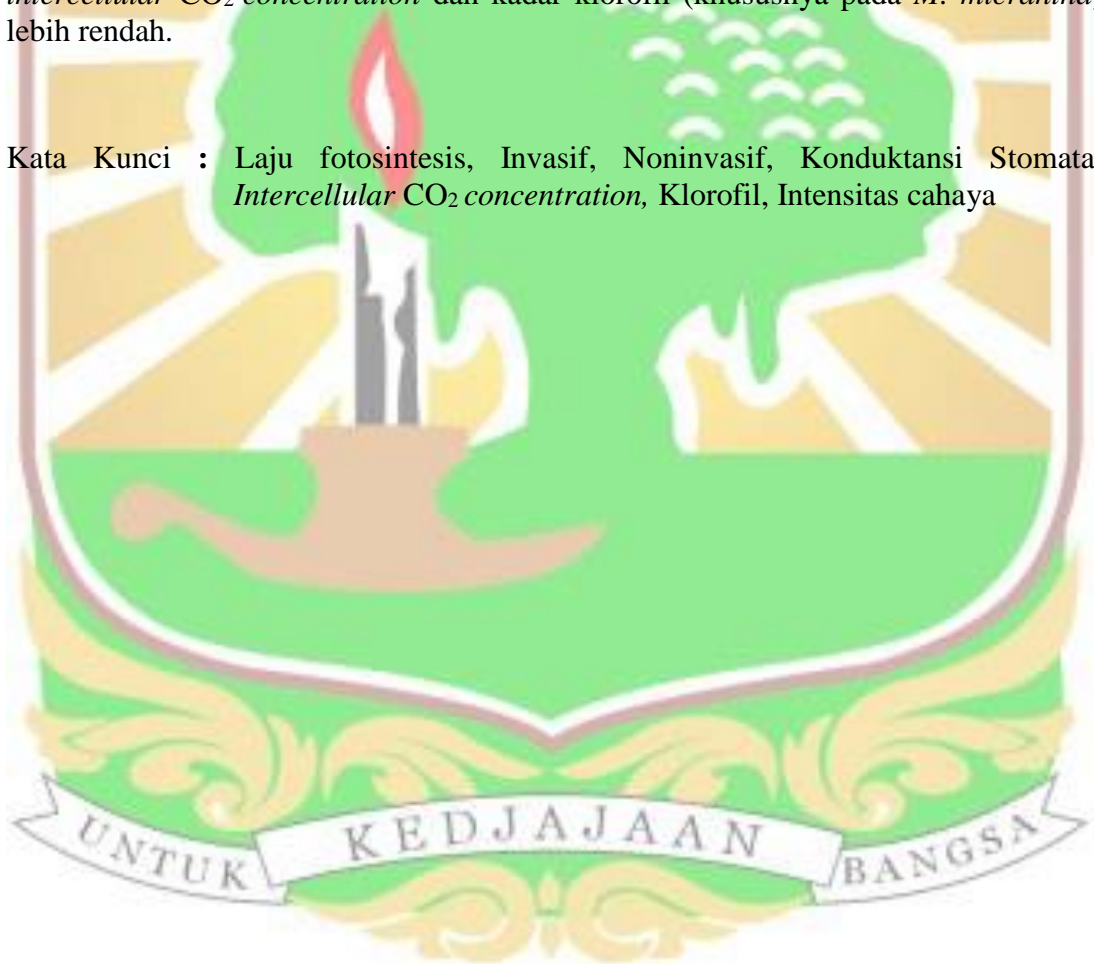 intercellular CO₂ concentration dan kadar klorofil (khususnya pada M. micrantha)
lebih rendah.
Kata Kunci : Laju fotosintesis, Invasif, Noninvasif, Konduktansi Stomata
Intercellular CO₂ concentration, Klorofil, Intensitas cahaya
UNTUK KEDJAJAAN BANGSA